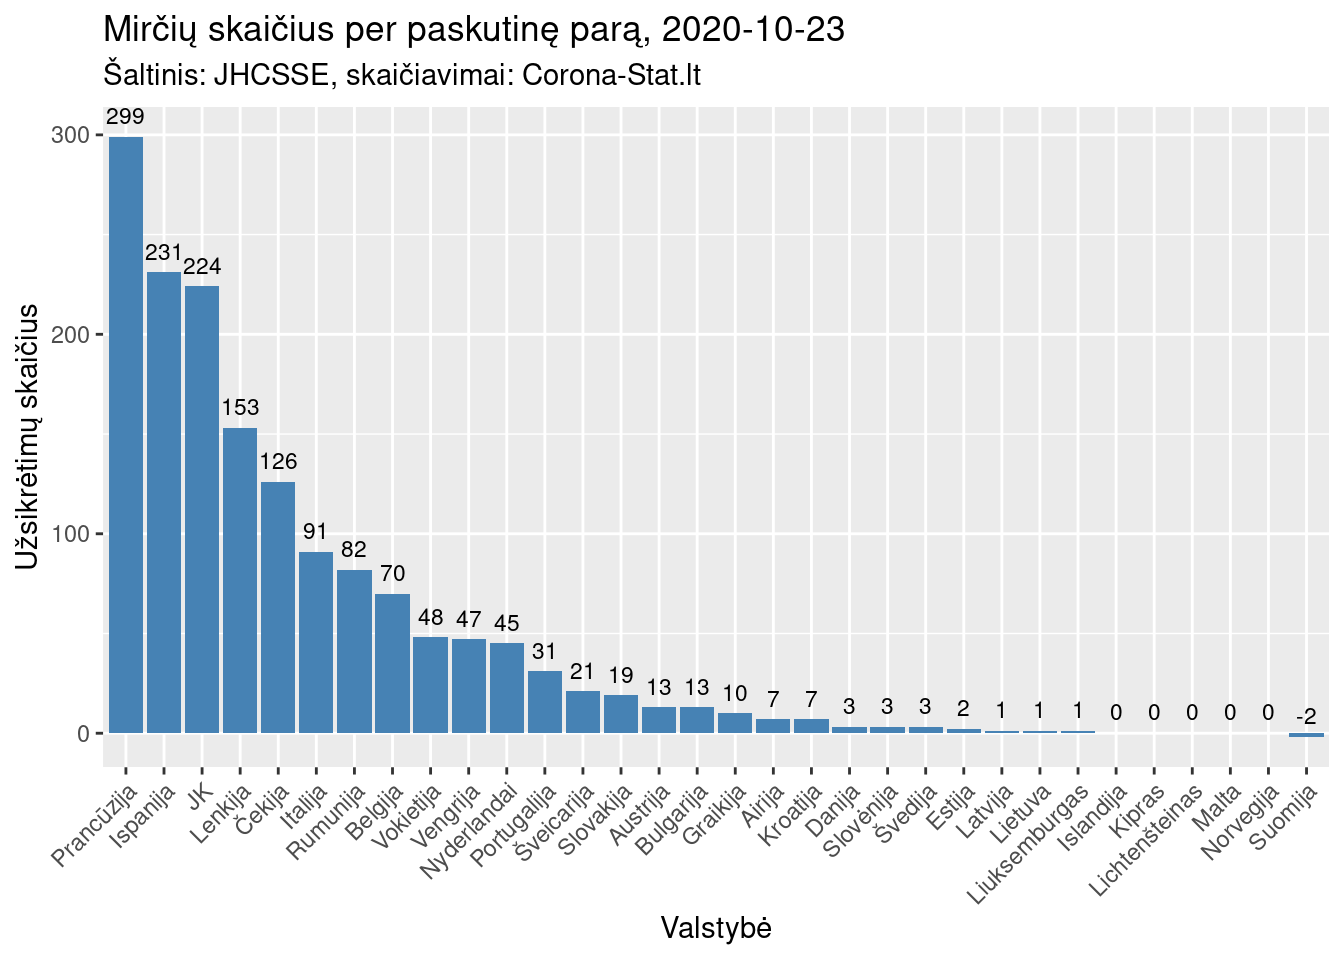 Mirčių skaičius per paskutinę parą, 2020-10-23
Šaltinis: JHCSSE, skaičiavimai: Corona-Stat.lt
Užsikrėtimų skaičius
300
200
100
0
299
231
224
153
126
91
82
70
48
47
45
31
21
19
13
13
10
7
7
3
3
3
2
1
1
1
0
0
0
0
0
-2
Prancūzija
Ispanija
JK
Lenkija
Čekija
Italija
Rumunija
Belgija
Vokietija
Vengrija
Nyderlandai
Portugalija
Šveicarija
Slovakija
Austrija
Bulgarija
Graikija
Airija
Kroatija
Danija
Slovėnija
Švedija
Estija
Latvija
Lietuva
Liuksemburgas
Islandija
Kipras
Lichtenšteinas
Malta
Norvegija
Suomija
Valstybė